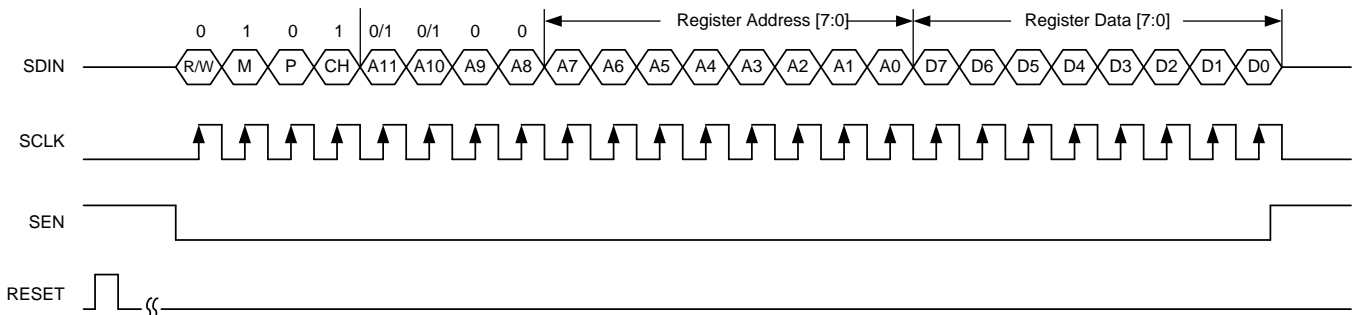 0 1 0 1 0/1 0/1 0 0 Register Address [7:0] Register Data [7:0]
SDIN R/W M P CH A11 A10 A9 A8 A7 A6 A5 A4 A3 A2 A1 A0 D7 D6 D5 D4 D3 D2 D1 D0
SCLK
SEN
RESET